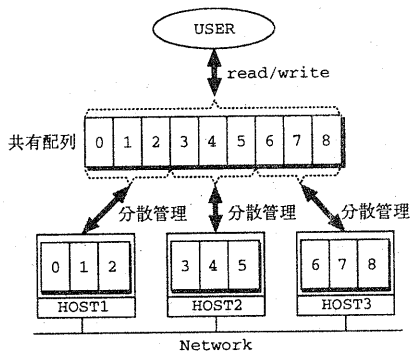 USER
read/write
共有配列 0 1 2 3 4 5 6 7 8
分散管理 分散管理 分散管理
0 1 2 3 4 5 6 7 8
HOST1 HOST2 HOST3
Network